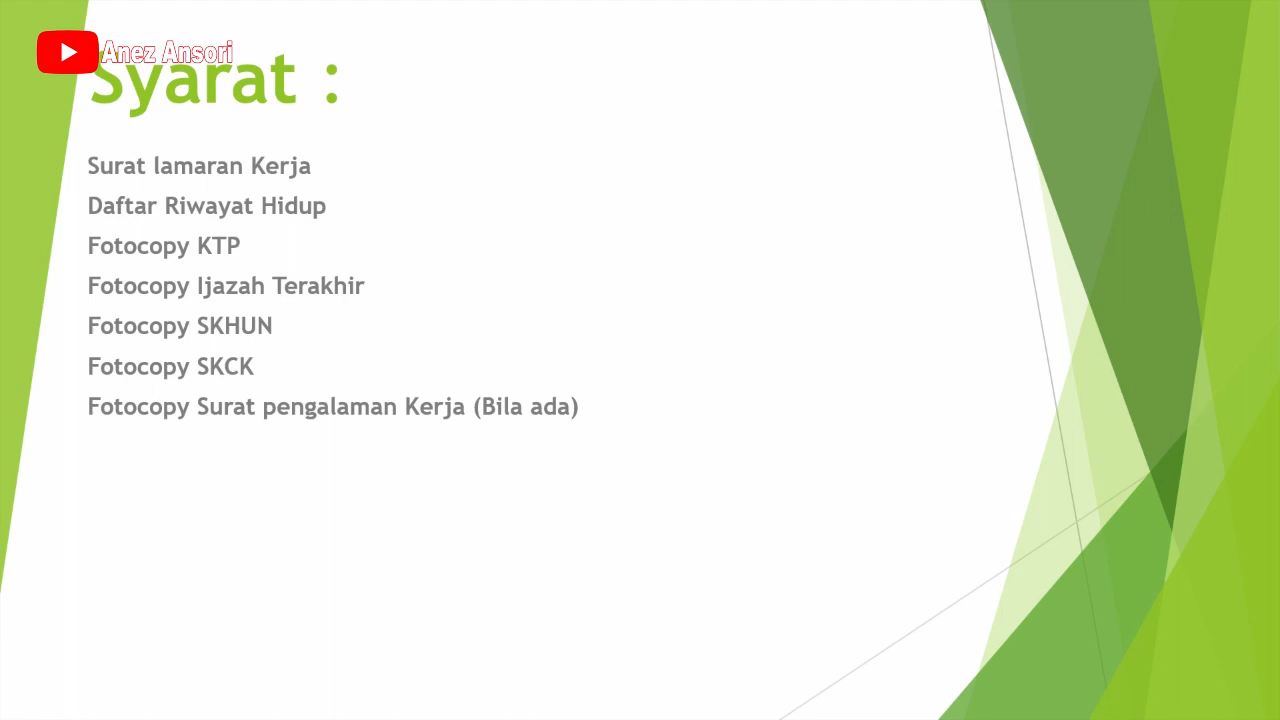 Anez Ansori
Syarat :
Surat lamaran Kerja
Daftar Riwayat Hidup
Fotocopy KTP
Fotocopy Ijazah Terakhir
Fotocopy SKHUN
Fotocopy SKCK
Fotocopy Surat pengalaman Kerja (Bila ada)